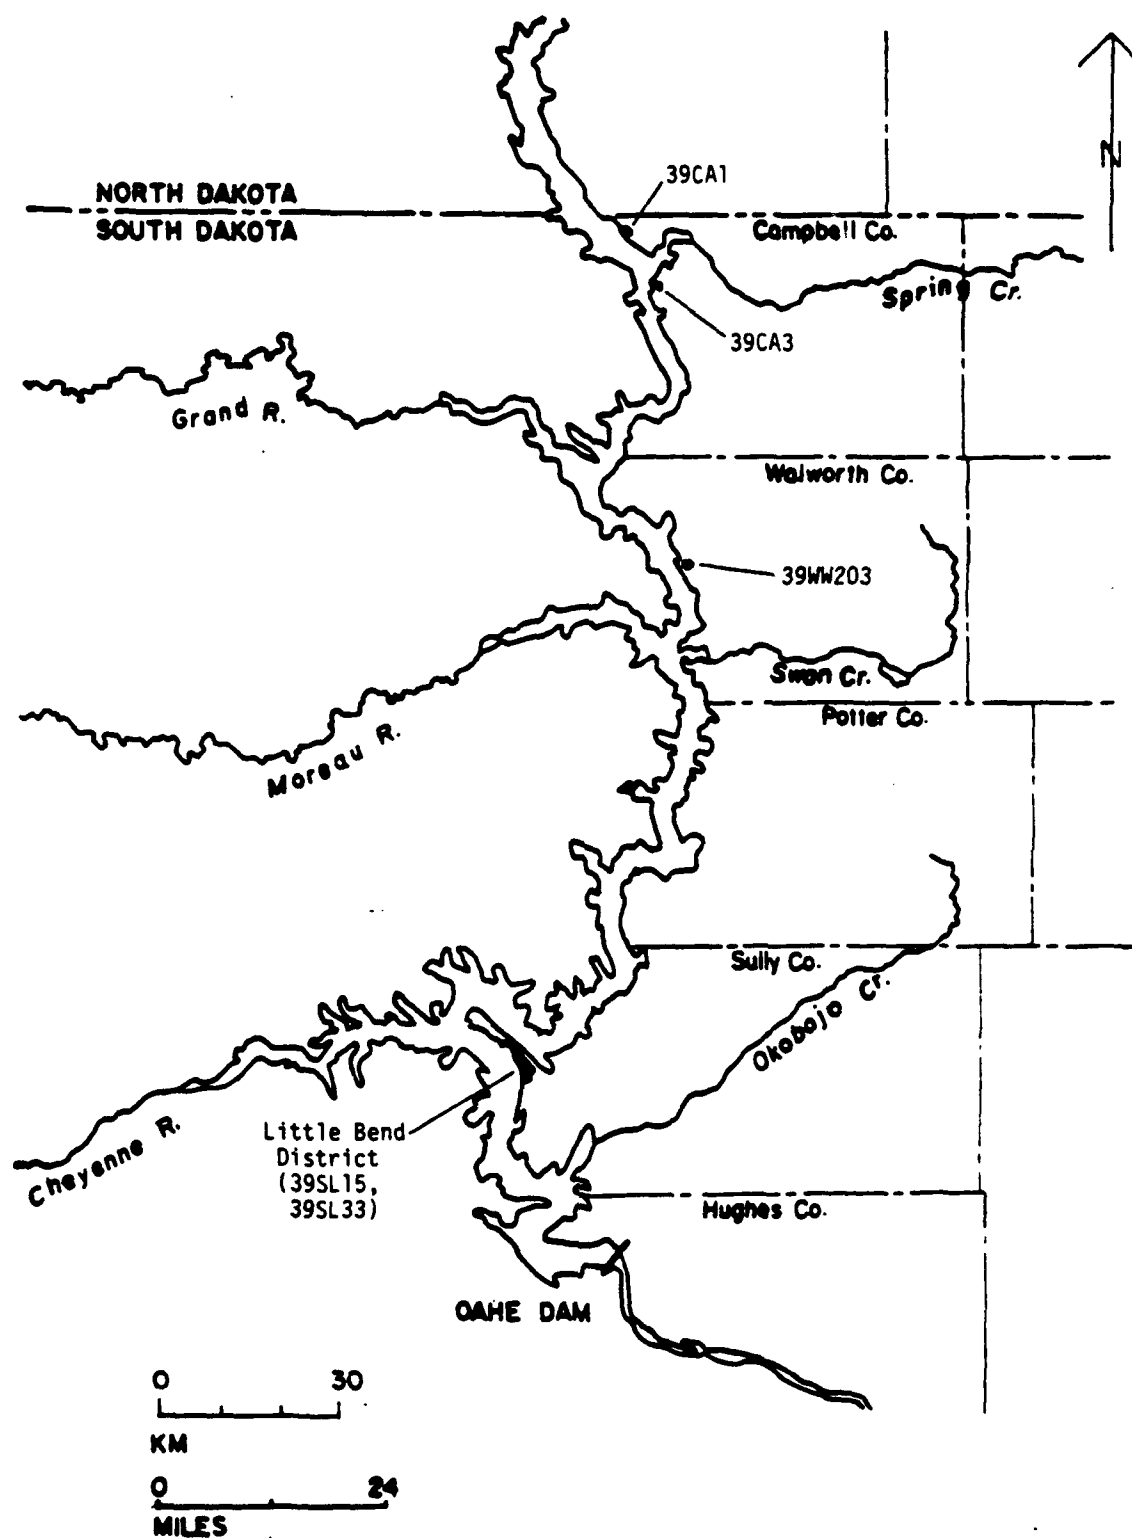 39CA1
N
NORTH DAKOTA
SOUTH DAKOTA
Campbell Co.
Spring Cr.
39CA3
Grand R.
Walworth Co.
39WW203
Swan Cr.
Potter Co.
Moreau R.
Sully Co.
Okobojo Cr.
Cheyenne R.
Little Bend
District
(39SL15,
39SL33)
Hughes Co.
OAHE DAM
0 30
KM
0 24
MILES